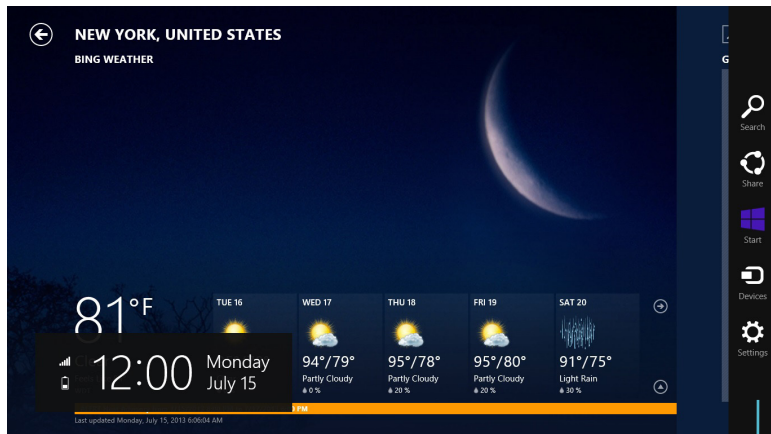 NEW YORK, UNITED STATES
BING WEATHER
G
Search
Share
Start
Devices
Settings
81°F
TUE 16
WED 17
94°/79°
Partly Cloudy
0 %
THU 18
95°/78°
Partly Cloudy
20 %
FRI 19
95°/80°
Partly Cloudy
20 %
SAT 20
91°/75°
Light Rain
30 %
12:00
Monday
July 15
PM
Last updated Monday, July 15, 2013 6:06:04 AM